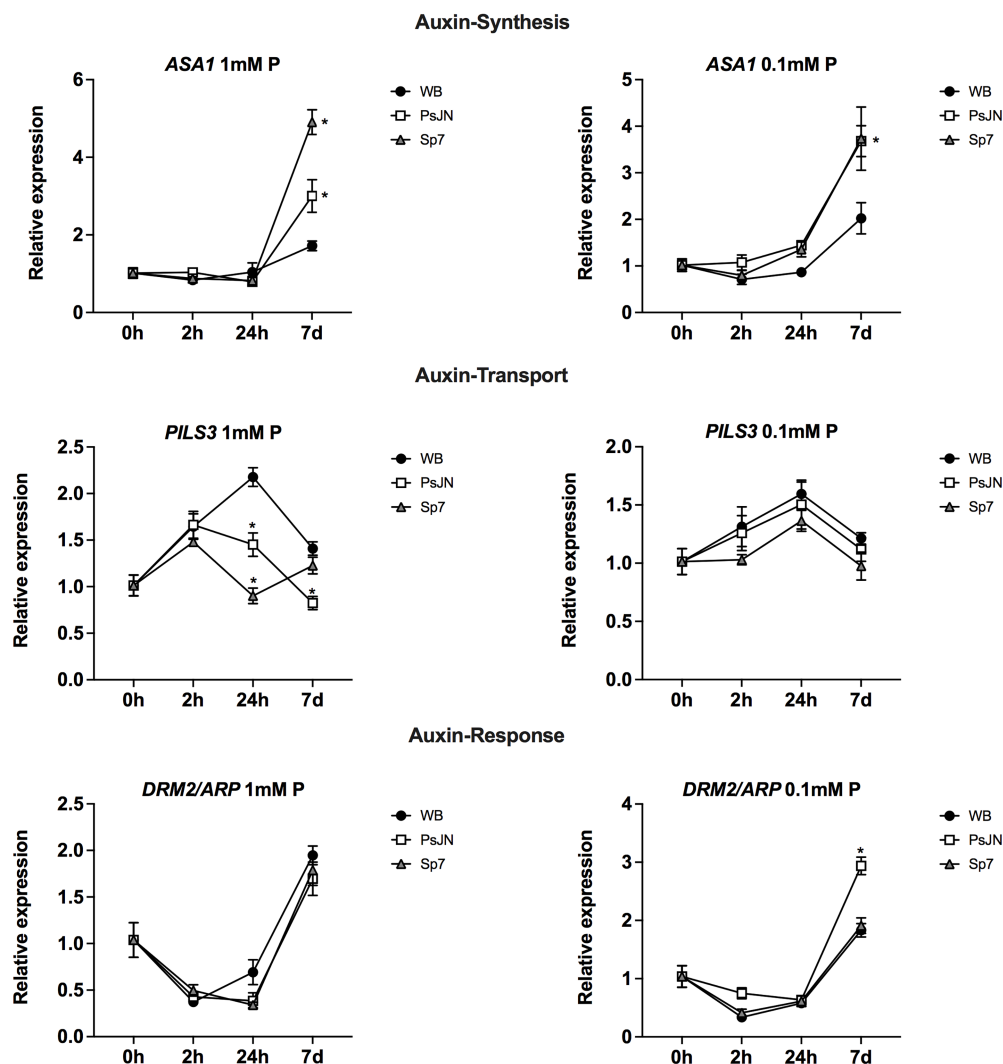 Auxin-Synthesis
ASA1 1mM P
Relative expression
6
4
2
0
0h 2h 24h 7d
WB
PsJN
Sp7
*
*
ASA1 0.1mM P
Relative expression
5
4
3
2
1
0
0h 2h 24h 7d
WB
PsJN
Sp7
*
Auxin-Transport
PILS3 1mM P
Relative expression
2.5
2.0
1.5
1.0
0.5
0.0
0h 2h 24h 7d
WB
PsJN
Sp7
*
*
*
PILS3 0.1mM P
Relative expression
2.0
1.5
1.0
0.5
0.0
0h 2h 24h 7d
WB
PsJN
Sp7
Auxin-Response
DRM2/ARP 1mM P
Relative expression
2.5
2.0
1.5
1.0
0.5
0.0
0h 2h 24h 7d
WB
PsJN
Sp7
DRM2/ARP 0.1mM P
Relative expression
4
3
2
1
0
0h 2h 24h 7d
WB
PsJN
Sp7
*